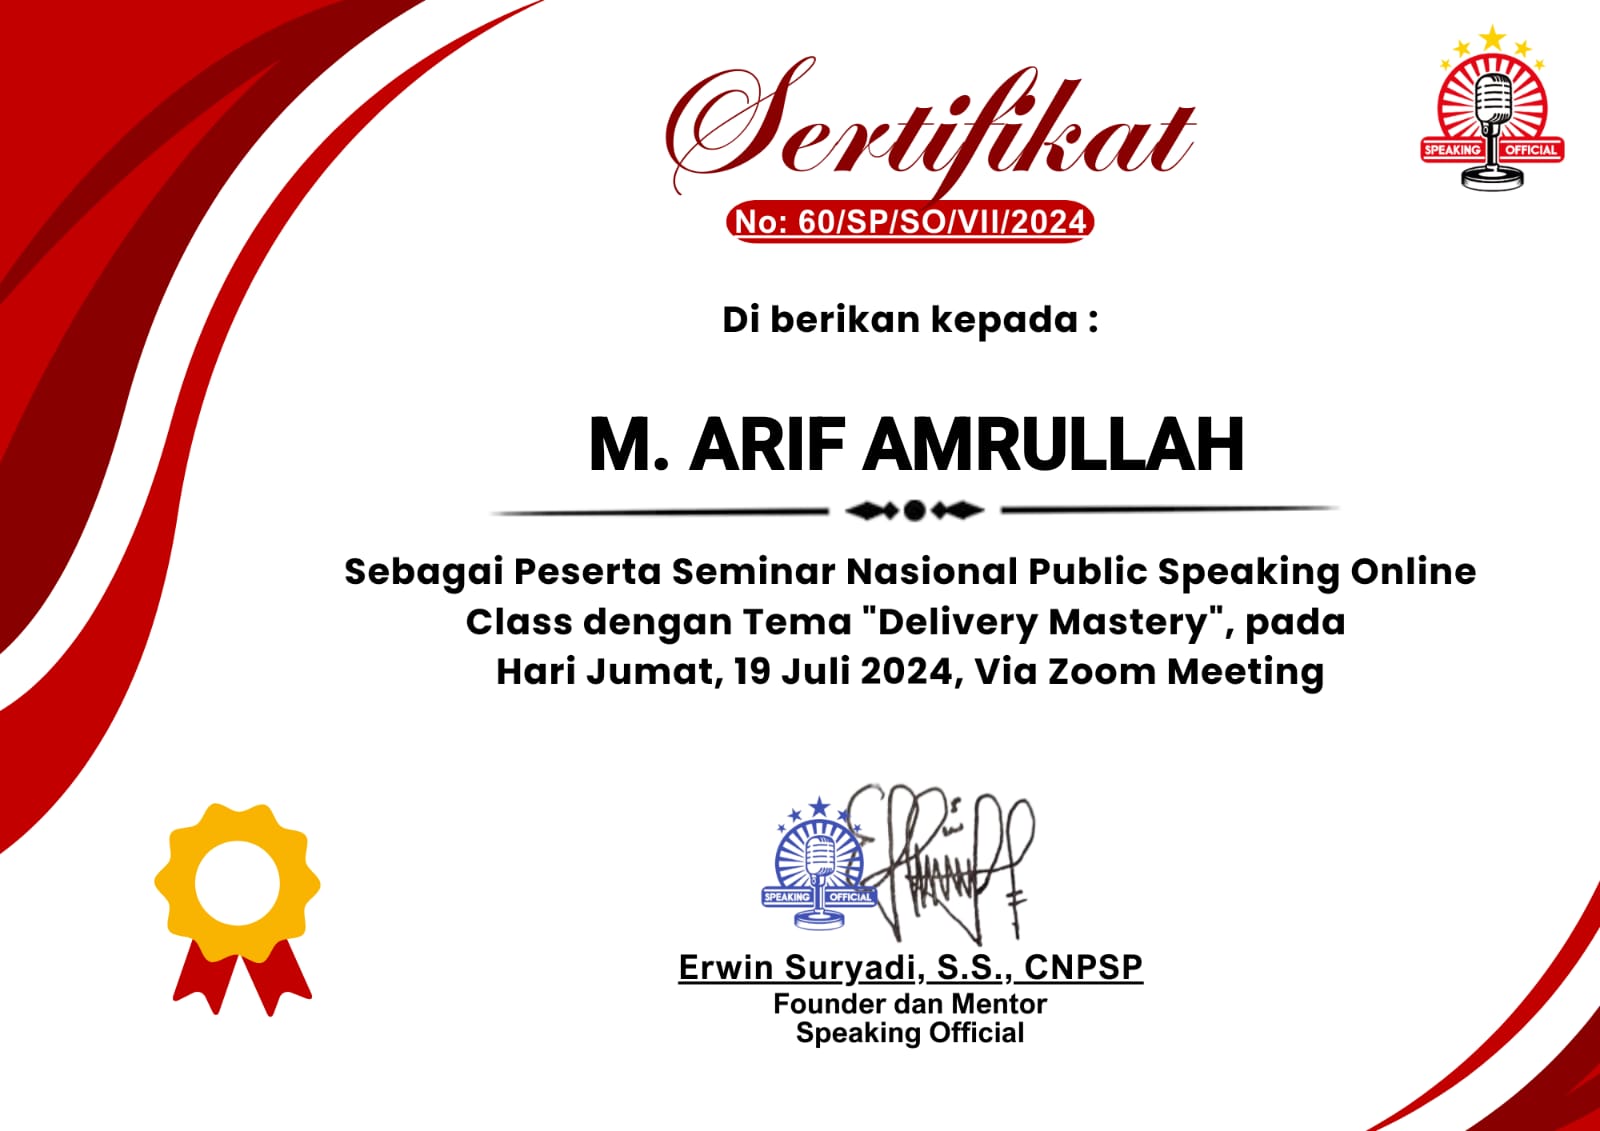 Sertifikat
SPEAKING OFFICIAL
No: 60/SP/SO/VII/2024
Di berikan kepada :
M. ARIF AMRULLAH
Sebagai Peserta Seminar Nasional Public Speaking Online
Class dengan Tema "Delivery Mastery", pada
Hari Jumat, 19 Juli 2024, Via Zoom Meeting
SPEAKING OFFICIAL
Erwin Suryadi, S.S., CNPSP
Founder dan Mentor
Speaking Official